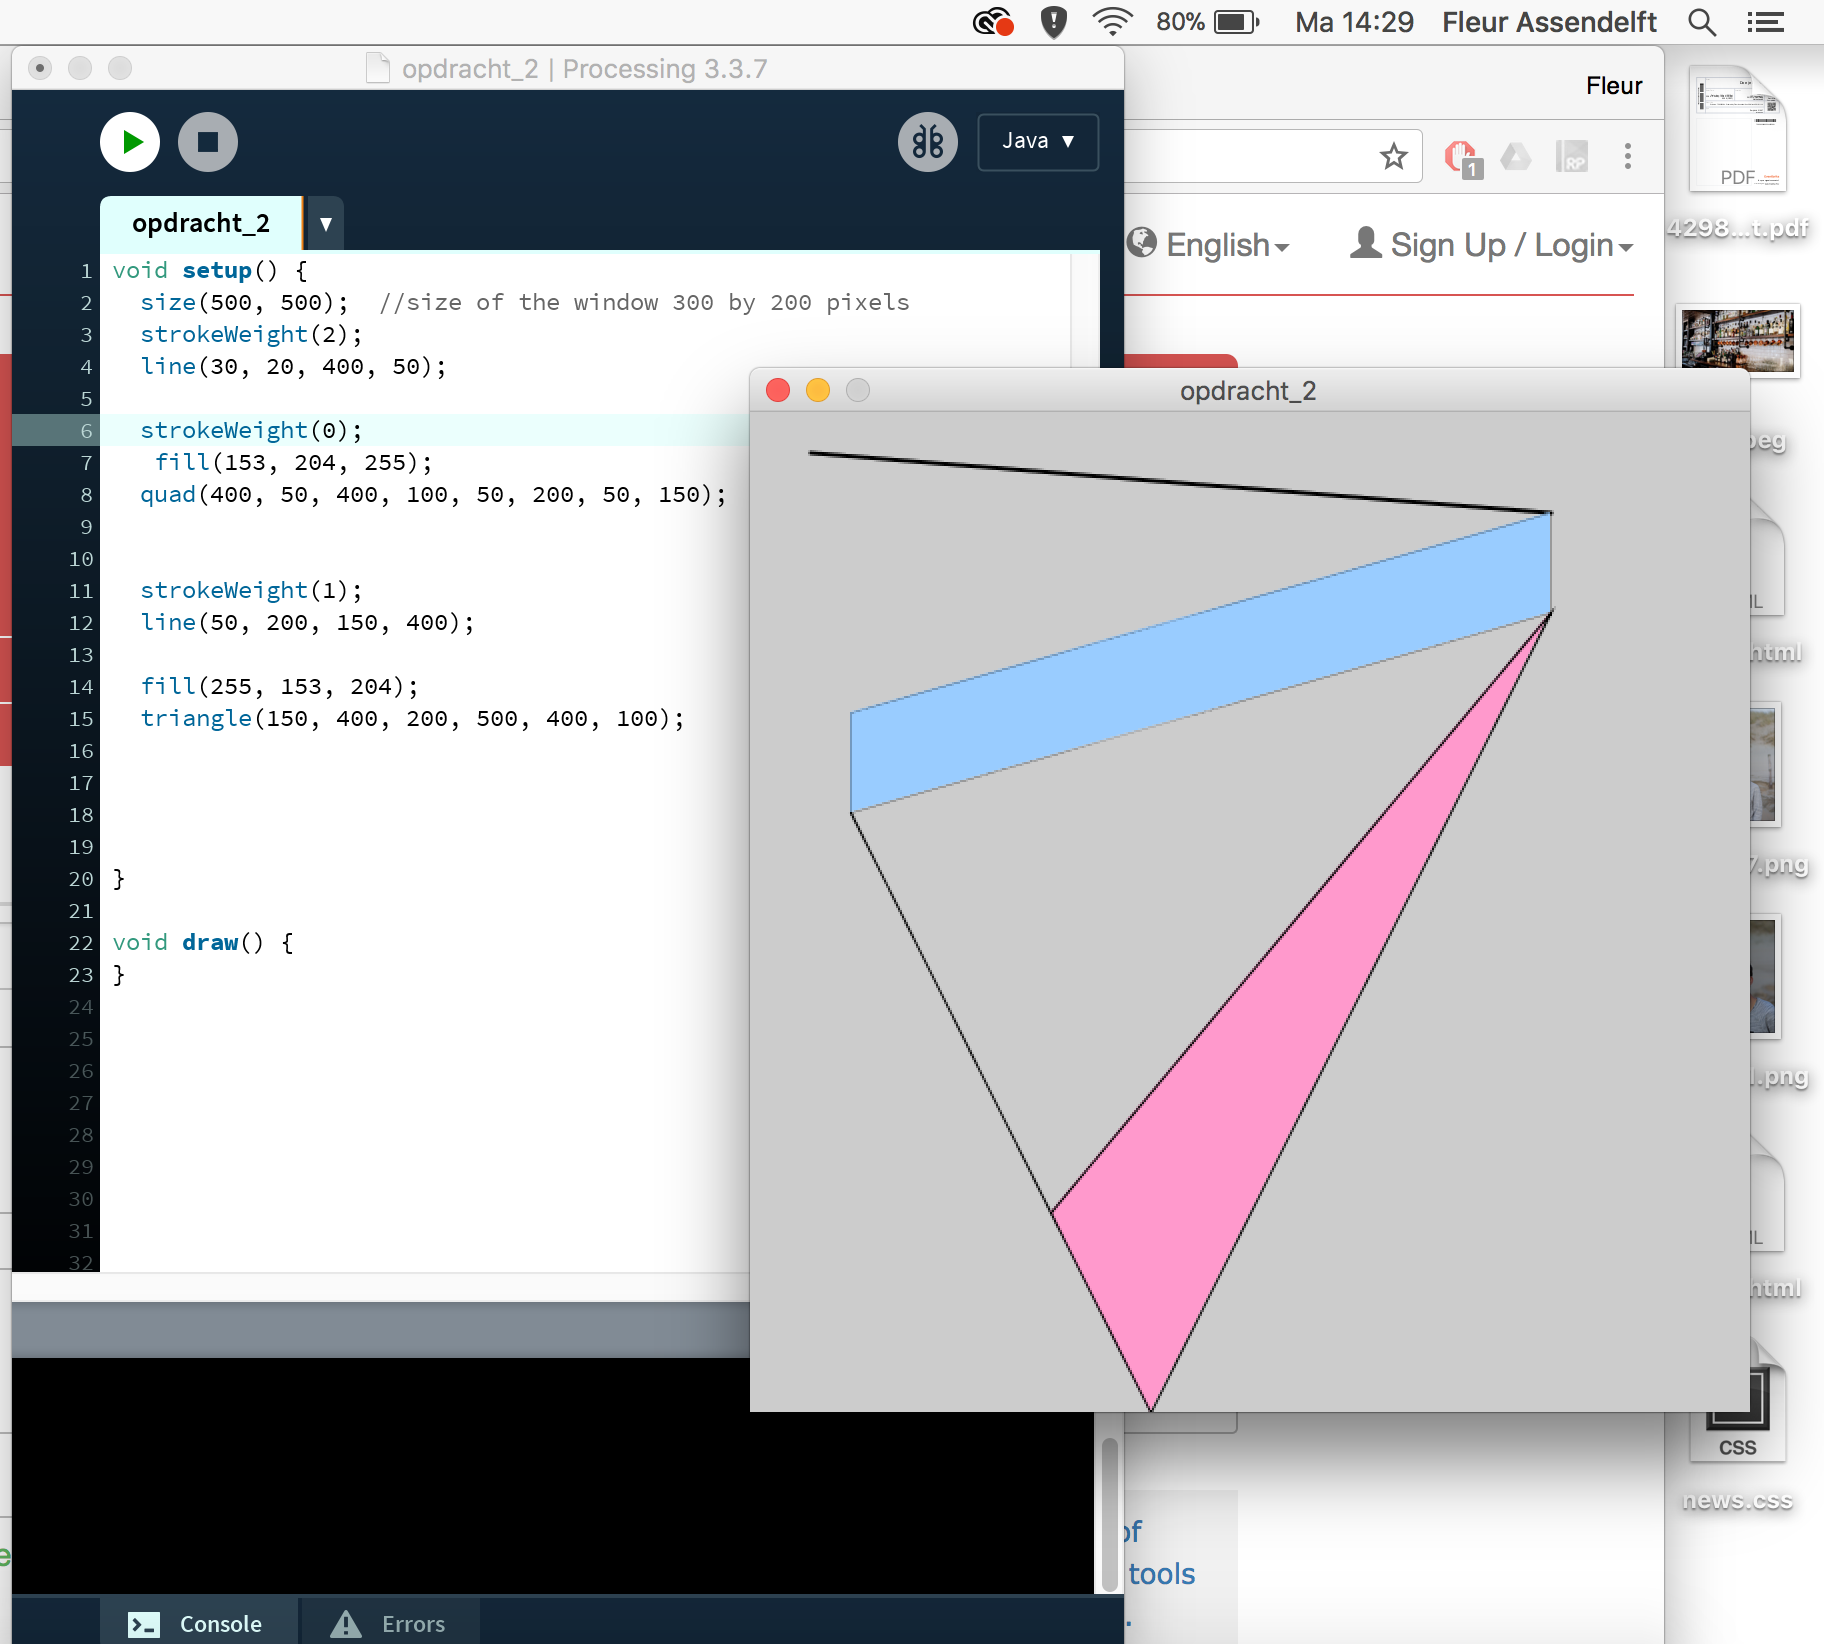 80% Ma 14:29 Fleur Assendelft
opdracht_2 | Processing 3.3.7
Fleur
Java
1
RP
PDF
4298...t.pdf
English
Sign Up / Login
opdracht_2
1 void setup() {
2 size(500, 500); //size of the window 300 by 200 pixels
3 strokeWeight(2);
4 line(30, 20, 400, 50);
5
6 strokeWeight(0);
7 fill(153, 204, 255);
8 quad(400, 50, 400, 100, 50, 200, 50, 150);
9
10
11 strokeWeight(1);
12 line(50, 200, 150, 400);
13
14 fill(255, 153, 204);
15 triangle(150, 400, 200, 500, 400, 100);
16
17
18
19
20 }
21
22 void draw() {
23 }
24
25
26
27
28
29
30
31
32
opdracht_2
CSS
news.css
of
tools
Console
Errors